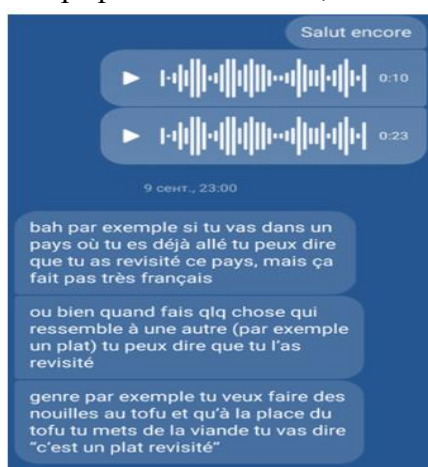 Salut encore
0:10
0:23
9 сент., 23:00
bah par exemple si tu vas dans un
pays où tu es déjà allé tu peux dire
que tu as revisité ce pays, mais ça
fait pas très français
ou bien quand fais qlq chose qui
ressemble à une autre (par exemple
un plat) tu peux dire que tu l’as
revisité
genre par exemple tu veux faire des
nouilles au tofu et qu’à la place du
tofu tu mets de la viande tu vas dire
“c’est un plat revisité”